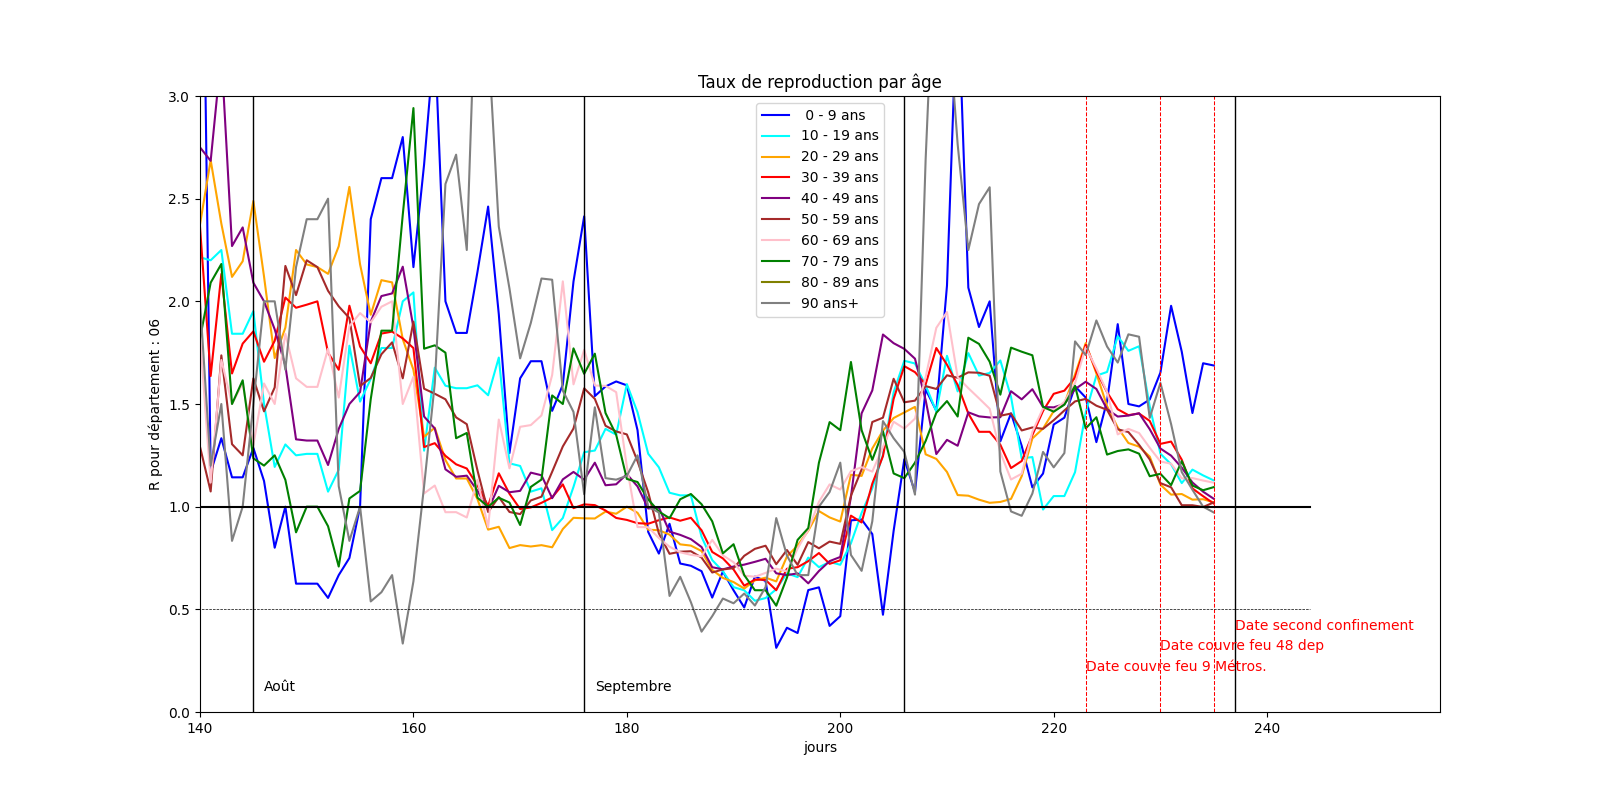 Taux de reproduction par âge
R pour département : 06
3.0
2.5
2.0
1.5
1.0
0.5
0.0
0 - 9 ans
10 - 19 ans
20 - 29 ans
30 - 39 ans
40 - 49 ans
50 - 59 ans
60 - 69 ans
70 - 79 ans
80 - 89 ans
90 ans+
Date second confinement
Date couvre feu 48 dep
Date couvre feu 9 Métros.
Août
Septembre
140
160
180
200
220
240
jours